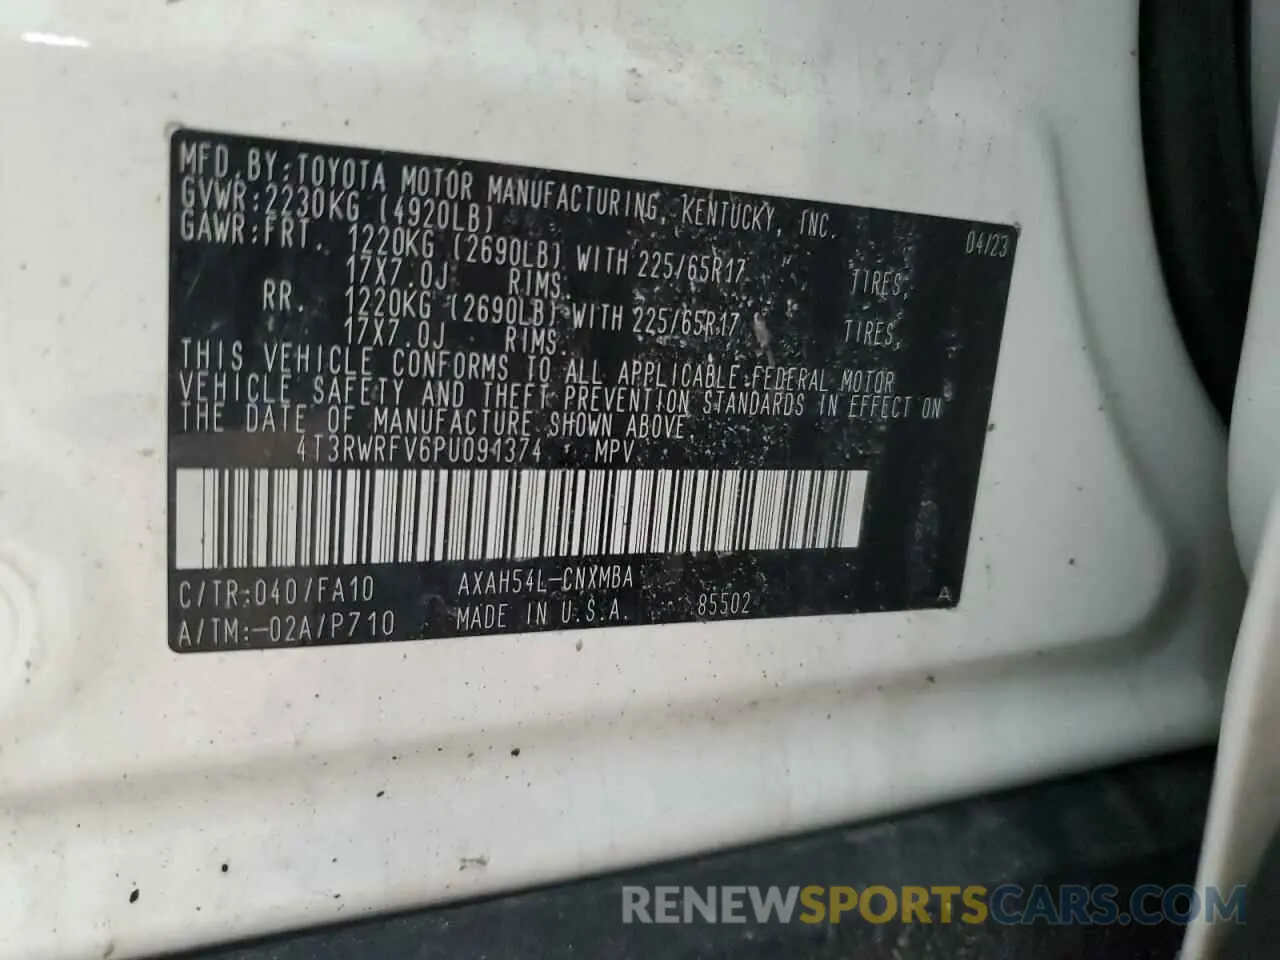 MFD.BY:TOYOTA MOTOR MANUFACTURING, KENTUCKY, INC. 04/23
GVWR:2230KG (4920LB)
GAWR:FRT. 1220KG (2690LB) WITH 225/65R17 TIRES,
17X7.0J RIMS.
RR. 1220KG (2690LB) WITH 225/65R17 TIRES,
17X7.0J RIMS.
THIS VEHICLE CONFORMS TO ALL APPLICABLE FEDERAL MOTOR
VEHICLE SAFETY AND THEFT PREVENTION STANDARDS IN EFFECT ON
THE DATE OF MANUFACTURE SHOWN ABOVE.
4T3RWRFV6PU091374 MPV
C/TR:040/FA10 AXAH54L-CNXMBA A
A/TM:-02A/P710 MADE IN U.S.A. 85502
RENEWSPORTSCARS.COM